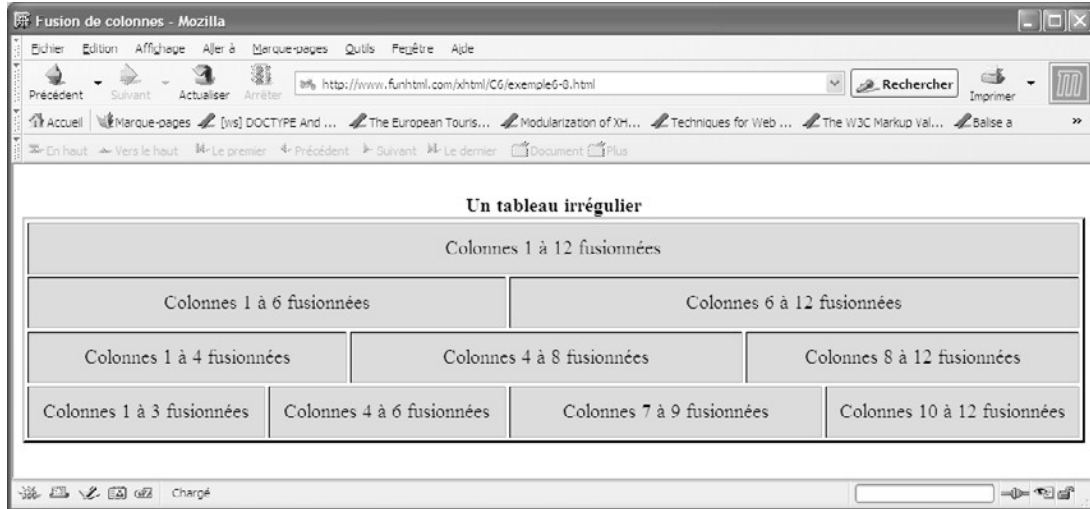 Fusion de colonnes - Mozilla
Fichier Edition Affichage Aller à Marque-pages Outils Fenêtre Aide
Précédent Suivant Actualiser Arrêter http://www.funhtml.com/xhtml/C6/exemple6-8.html Rechercher Imprimer
Accueil Marque-pages [ws] DOCTYPE And ... The European Touris... Modularization of XH... Techniques for Web ... The W3C Markup Val... Balise a »
En haut Vers le haut Le premier Précédent Suivant Le dernier Document Plus
Un tableau irrégulier
Colonnes 1 à 12 fusionnées
Colonnes 1 à 6 fusionnées Colonnes 6 à 12 fusionnées
Colonnes 1 à 4 fusionnées Colonnes 4 à 8 fusionnées Colonnes 8 à 12 fusionnées
Colonnes 1 à 3 fusionnées Colonnes 4 à 6 fusionnées Colonnes 7 à 9 fusionnées Colonnes 10 à 12 fusionnées
Chargé